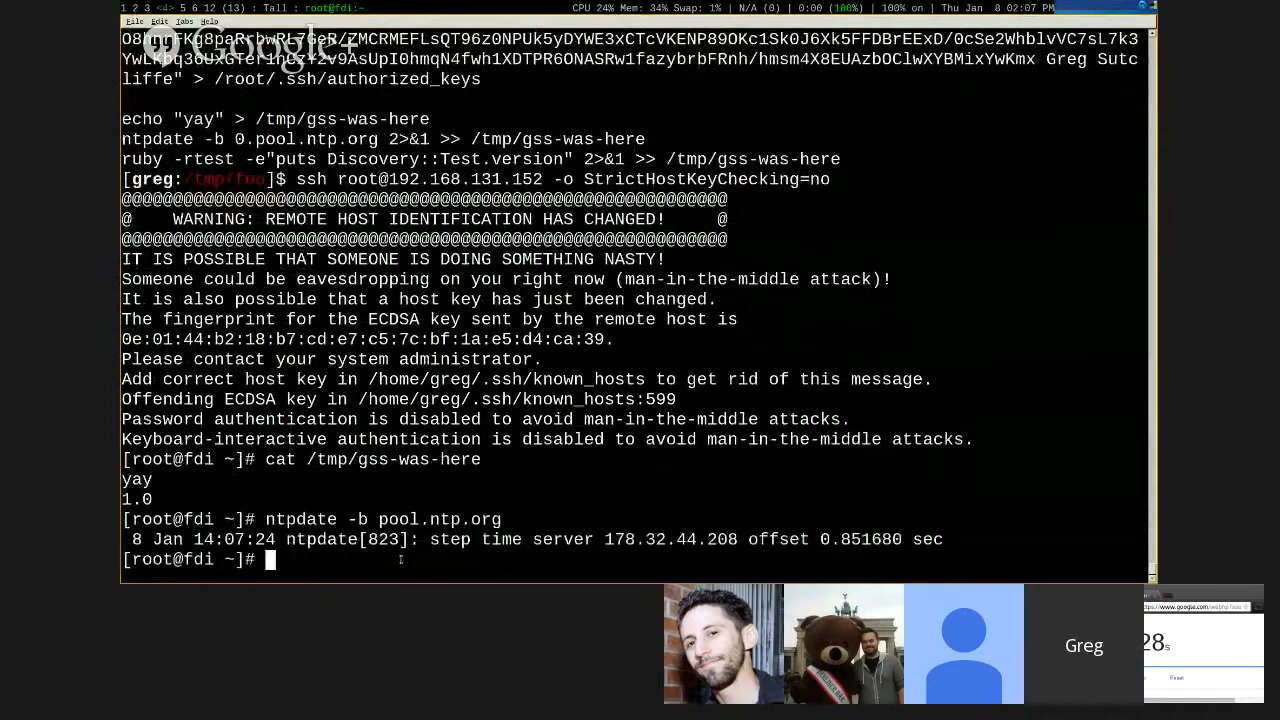 1 2 3 <4> 5 6 12 (13) : Tall : root@fdi:~ CPU 24% Mem: 34% Swap: 1% | N/A (0) | 0:00 (100%) | 100% on | Thu Jan 8 02:07 PM
File Edit Tabs Help
Google+
YwL
liffe" > /root/.ssh/authorized_keys
echo "yay" > /tmp/gss-was-here
ntpdate -b 0.pool.ntp.org 2>&1 >> /tmp/gss-was-here
ruby -rtest -e"puts Discovery::Test.version" 2>&1 >> /tmp/gss-was-here
[greg:/tmp/foo]$ ssh root@192.168.131.152 -o StrictHostKeyChecking=no
@@@@@@@@@@@@@@@@@@@@@@@@@@@@@@@@@@@@@@@@@@@@@@@@@@@@@@@@@@@
@ WARNING: REMOTE HOST IDENTIFICATION HAS CHANGED! @
@@@@@@@@@@@@@@@@@@@@@@@@@@@@@@@@@@@@@@@@@@@@@@@@@@@@@@@@@@@
IT IS POSSIBLE THAT SOMEONE IS DOING SOMETHING NASTY!
Someone could be eavesdropping on you right now (man-in-the-middle attack)!
It is also possible that a host key has just been changed.
The fingerprint for the ECDSA key sent by the remote host is
0e:01:44:b2:18:b7:cd:e7:c5:7c:bf:1a:e5:d4:ca:39.
Please contact your system administrator.
Add correct host key in /home/greg/.ssh/known_hosts to get rid of this message.
Offending ECDSA key in /home/greg/.ssh/known_hosts:599
Password authentication is disabled to avoid man-in-the-middle attacks.
Keyboard-interactive authentication is disabled to avoid man-in-the-middle attacks.
[root@fdi ~]# cat /tmp/gss-was-here
yay
1.0
[root@fdi ~]# ntpdate -b pool.ntp.org
8 Jan 14:07:24 ntpdate[823]: step time server 178.32.44.208 offset 0.851680 sec
[root@fdi ~]#
Greg
28s
Reset